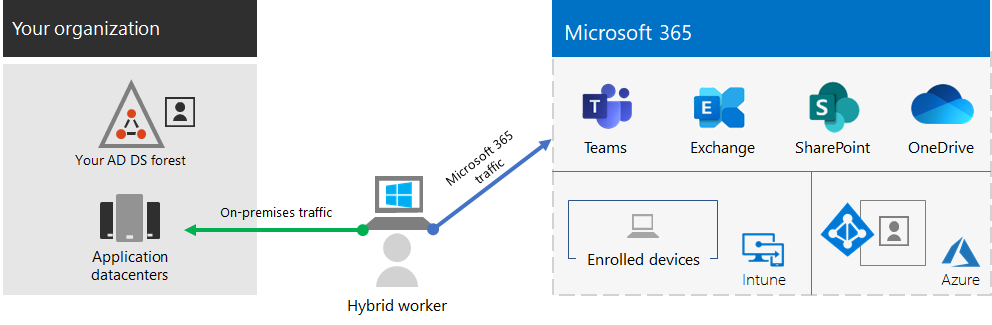 Your organization
Your AD DS forest
Application
datacenters
On-premises traffic
Hybrid worker
Microsoft 365
traffic
Microsoft 365
Teams
Exchange
SharePoint
OneDrive
Enrolled devices
Intune
Azure